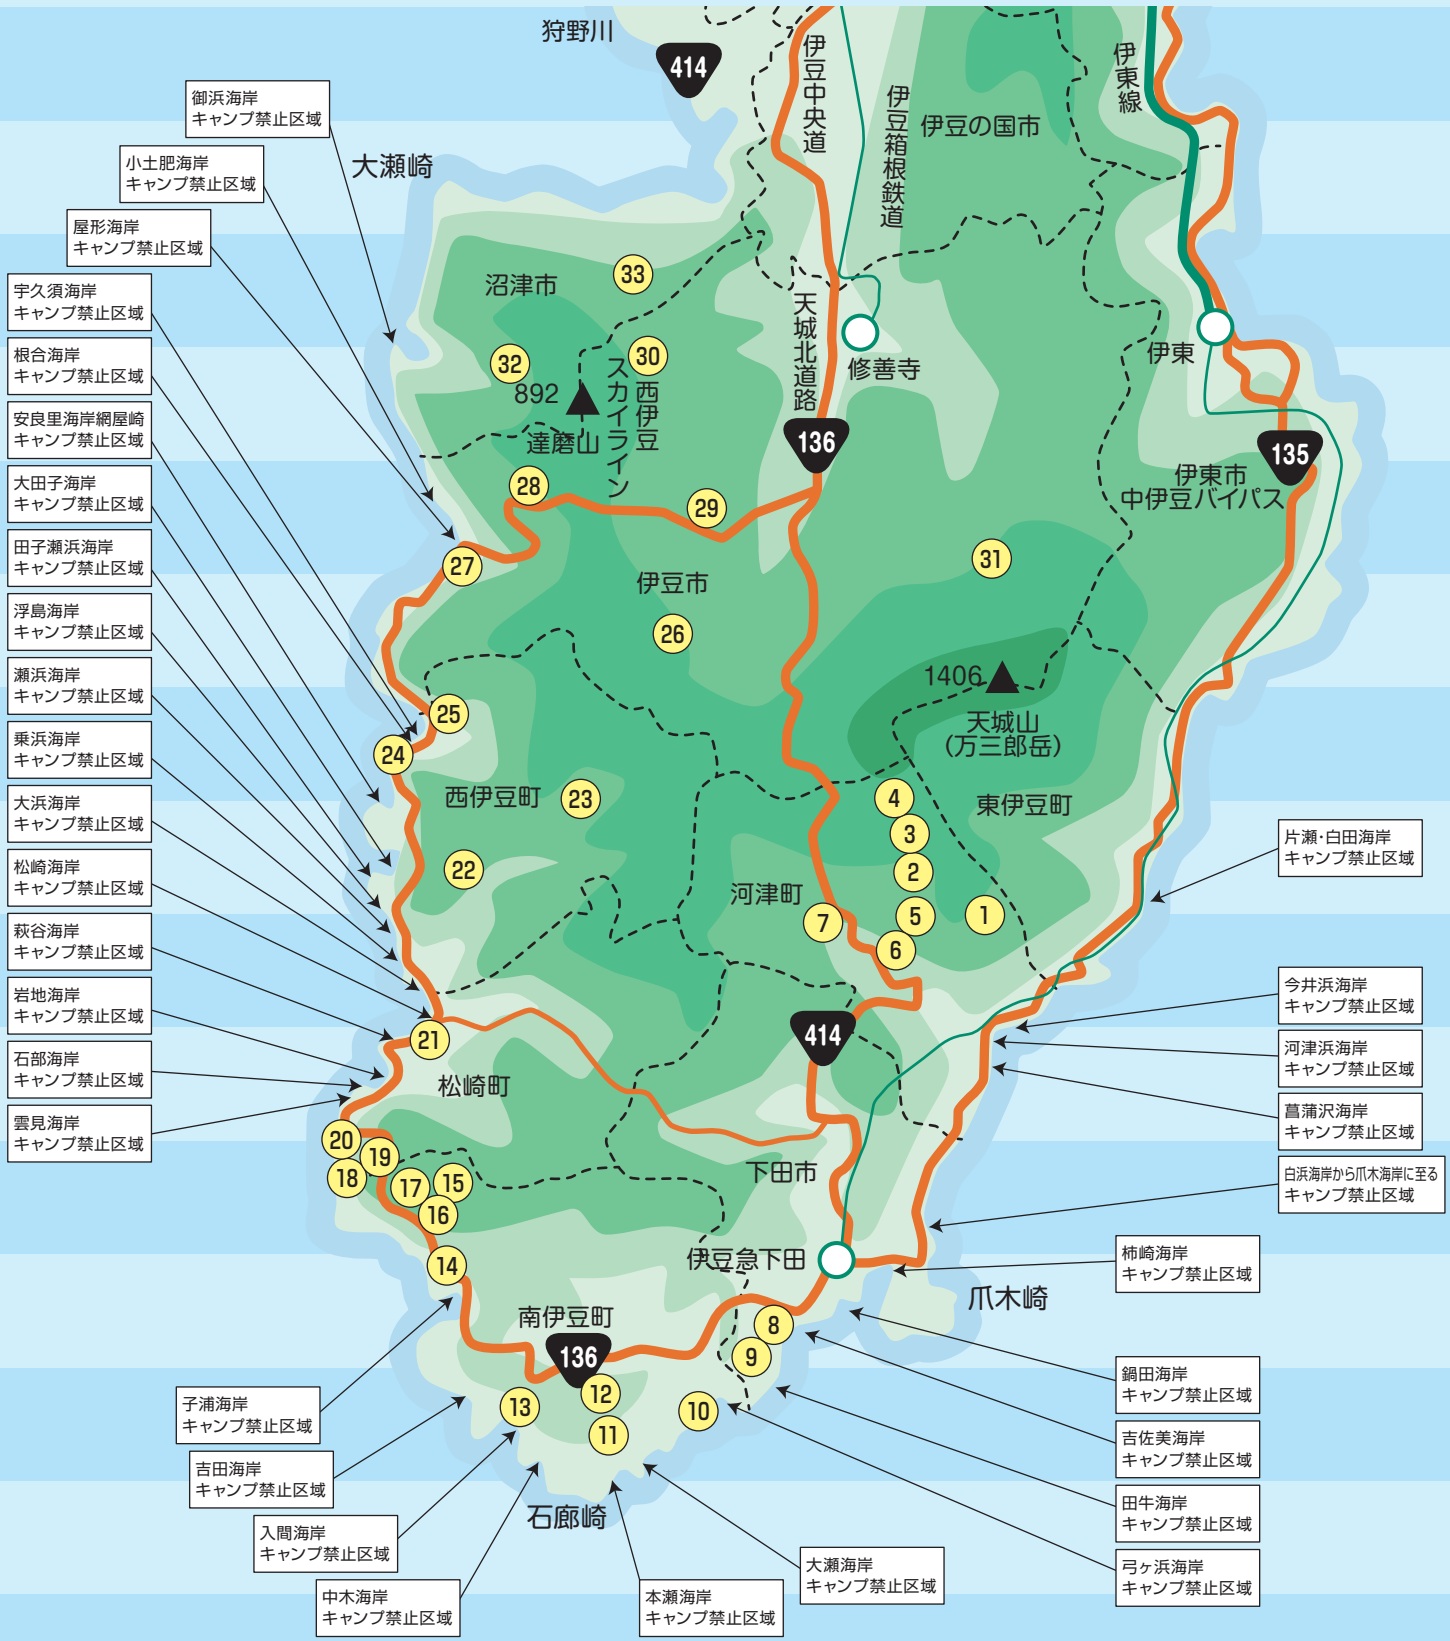 狩野川
414
伊豆中央道
伊豆箱根鉄道
伊豆の国市
伊東線
御浜海岸
キャンプ禁止区域
大瀬崎
小土肥海岸
キャンプ禁止区域
屋形海岸
キャンプ禁止区域
宇久須海岸
キャンプ禁止区域
根合海岸
キャンプ禁止区域
安良里海岸網屋崎
キャンプ禁止区域
大田子海岸
キャンプ禁止区域
田子瀬浜海岸
キャンプ禁止区域
浮島海岸
キャンプ禁止区域
瀬浜海岸
キャンプ禁止区域
乗浜海岸
キャンプ禁止区域
大浜海岸
キャンプ禁止区域
松崎海岸
キャンプ禁止区域
萩谷海岸
キャンプ禁止区域
岩地海岸
キャンプ禁止区域
石部海岸
キャンプ禁止区域
雲見海岸
キャンプ禁止区域
沼津市
33
32
30
892
達磨山
西伊豆
スカイライン
天城北道路
修善寺
136
伊東
135
伊東市
中伊豆バイパス
28
29
27
伊豆市
26
31
1406
天城山
(万三郎岳)
25
24
西伊豆町
23
22
東伊豆町
4
3
2
5
1
6
7
河津町
414
21
松崎町
20
19
18
17
15
16
14
下田市
伊豆急下田
爪木崎
南伊豆町
136
8
9
10
12
13
11
石廊崎
片瀬・白田海岸
キャンプ禁止区域
今井浜海岸
キャンプ禁止区域
河津浜海岸
キャンプ禁止区域
菖蒲沢海岸
キャンプ禁止区域
白浜海岸から爪木海岸に至る
キャンプ禁止区域
柿崎海岸
キャンプ禁止区域
鍋田海岸
キャンプ禁止区域
吉佐美海岸
キャンプ禁止区域
田牛海岸
キャンプ禁止区域
弓ヶ浜海岸
キャンプ禁止区域
大瀬海岸
キャンプ禁止区域
本瀬海岸
キャンプ禁止区域
中木海岸
キャンプ禁止区域
入間海岸
キャンプ禁止区域
吉田海岸
キャンプ禁止区域
子浦海岸
キャンプ禁止区域